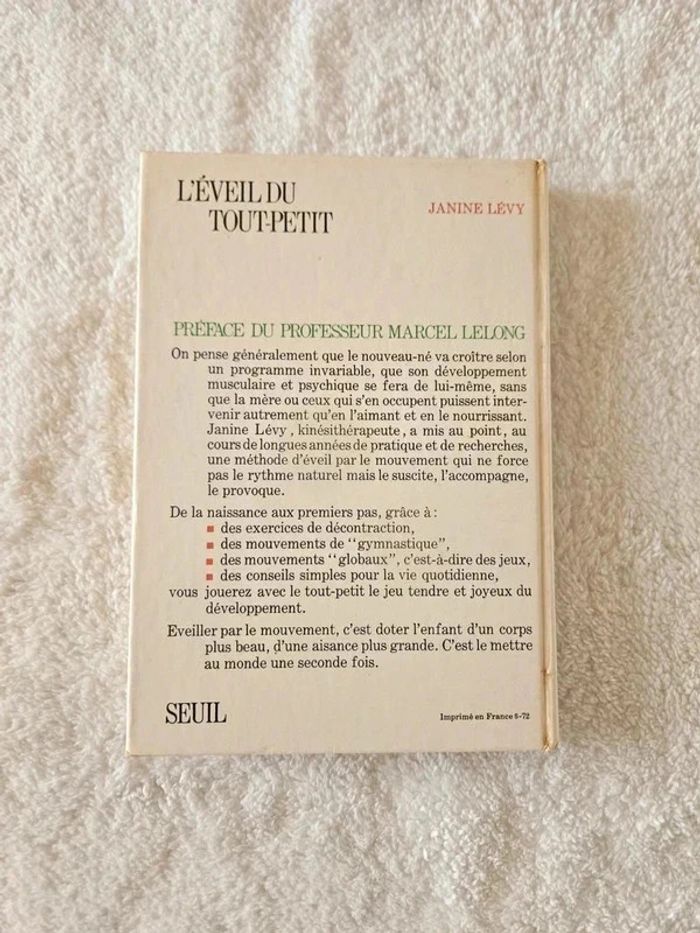 L'ÉVEIL DU
TOUT-PETIT
JANINE LÉVY
PRÉFACE DU PROFESSEUR MARCEL LELONG
On pense généralement que le nouveau-né va croître selon
un programme invariable, que son développement
musculaire et psychique se fera de lui-même, sans
que la mère ou ceux qui s'en occupent puissent inter-
venir autrement qu'en l'aimant et en le nourrissant.
Janine Lévy, kinésithérapeute, a mis au point, au
cours de longues années de pratique et de recherches,
une méthode d'éveil par le mouvement qui ne force
pas le rythme naturel mais le suscite, l'accompagne,
le provoque.
De la naissance aux premiers pas, grâce à :
■ des exercices de décontraction,
■ des mouvements de "gymnastique",
■ des mouvements "globaux", c'est-à-dire des jeux,
■ des conseils simples pour la vie quotidienne,
vous jouerez avec le tout-petit le jeu tendre et joyeux du
développement.
Eveiller par le mouvement, c'est doter l'enfant d'un corps
plus beau, d'une aisance plus grande. C'est le mettre
au monde une seconde fois.
SEUIL
Imprimé en France 6-72